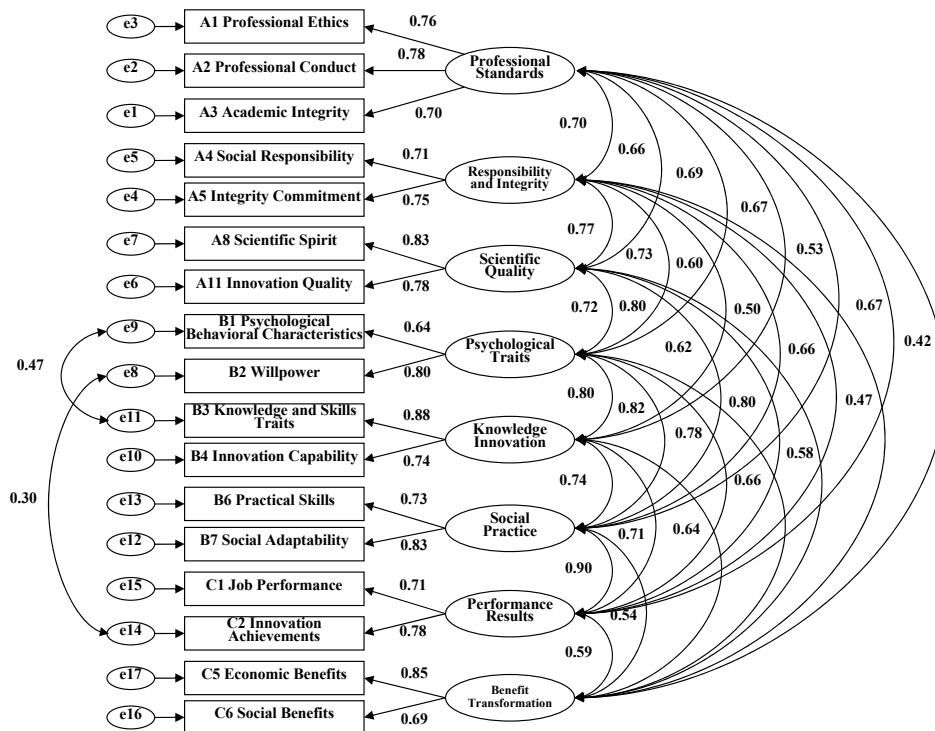 e3
A1 Professional Ethics
0.76
e2
A2 Professional Conduct
0.78
Professional
Standards
e1
A3 Academic Integrity
0.70
0.70
0.66
0.69
e5
A4 Social Responsibility
0.71
Responsibility
and Integrity
0.67
e4
A5 Integrity Commitment
0.75
0.77
0.73
0.60
0.53
e7
A8 Scientific Spirit
0.83
Scientific
Quality
e6
A11 Innovation Quality
0.78
0.72
0.80
0.50
0.67
0.42
e9
B1 Psychological
Behavioral Characteristics
0.64
Psychological
Traits
0.62
0.66
0.47
0.47
e8
B2 Willpower
0.80
0.80
0.82
0.80
e11
B3 Knowledge and Skills
Traits
0.88
Knowledge
Innovation
0.78
0.58
e10
B4 Innovation Capability
0.74
0.74
0.66
0.30
e13
B6 Practical Skills
0.73
Social
Practice
0.71
0.64
e12
B7 Social Adaptability
0.83
0.90
e15
C1 Job Performance
0.71
Performance
Results
0.54
e14
C2 Innovation
Achievements
0.78
0.59
e17
C5 Economic Benefits
0.85
Benefit
Transformation
e16
C6 Social Benefits
0.69